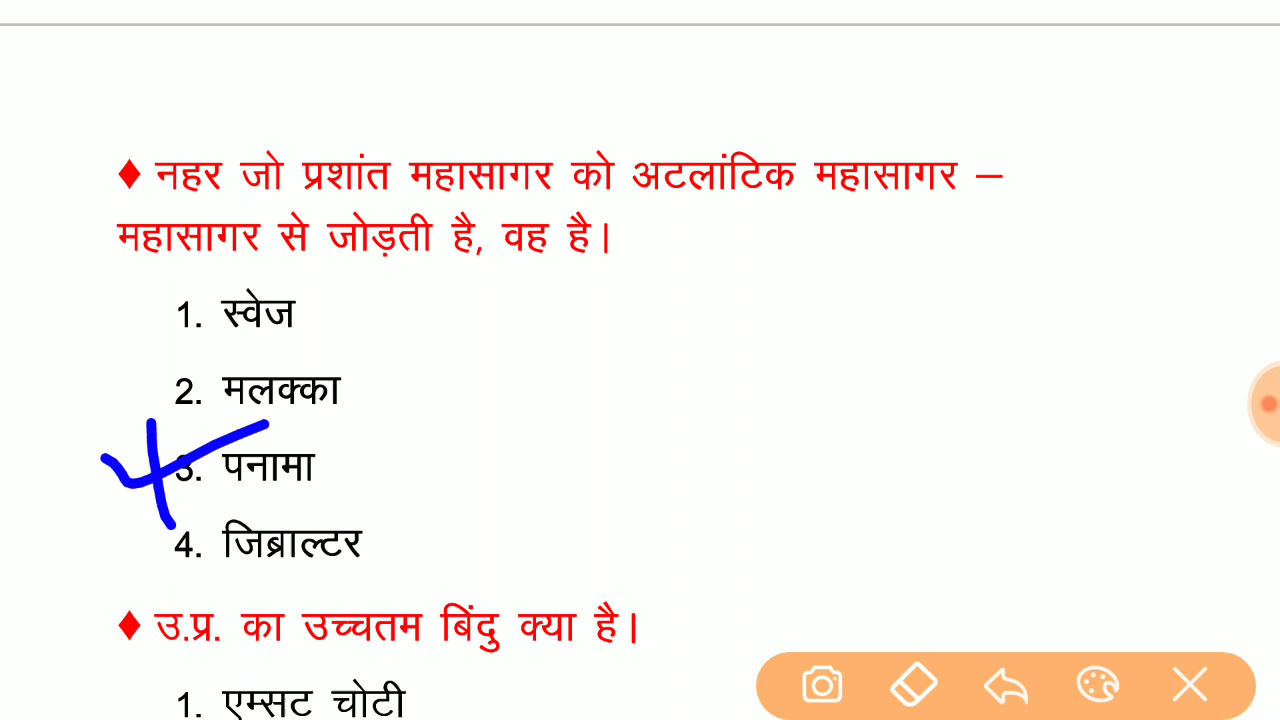 ♦ नहर जो प्रशांत महासागर को अटलांटिक महासागर –
महासागर से जोड़ती है, वह है।
1. स्वेज
2. मलक्का
3. पनामा
4. जिब्राल्टर
♦ उ.प्र. का उच्चतम बिंदु क्या है।
1. एम्सट चोटी